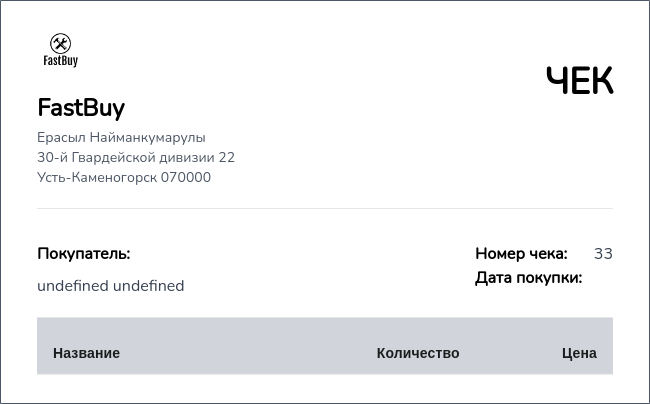 FastBuy
ЧЕК
FastBuy
Ерасыл Найманкумарулы
30-й Гвардейской дивизии 22
Усть-Каменогорск 070000
Покупатель:
undefined undefined
Номер чека: 33
Дата покупки:
Название Количество Цена